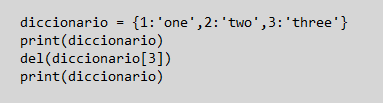 diccionario = {1:'one',2:'two',3:'three'}
print(diccionario)
del(diccionario[3])
print(diccionario)